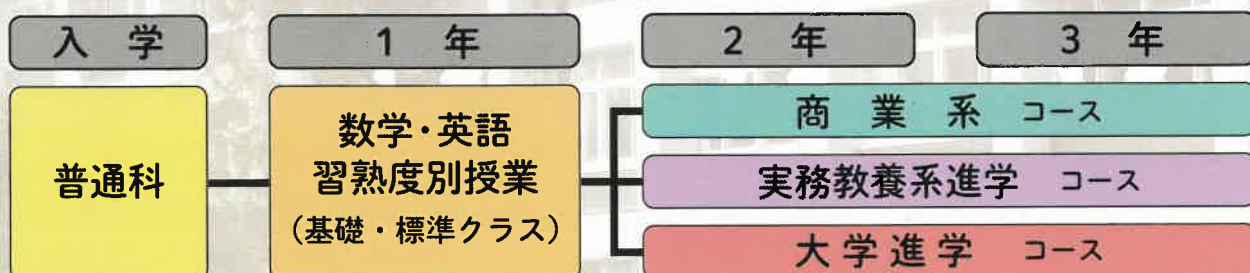 入学
1年
2年
3年
普通科
数学・英語
習熟度別授業
(基礎・標準クラス)
商業系 コース
実務教養系進学 コース
大学進学 コース